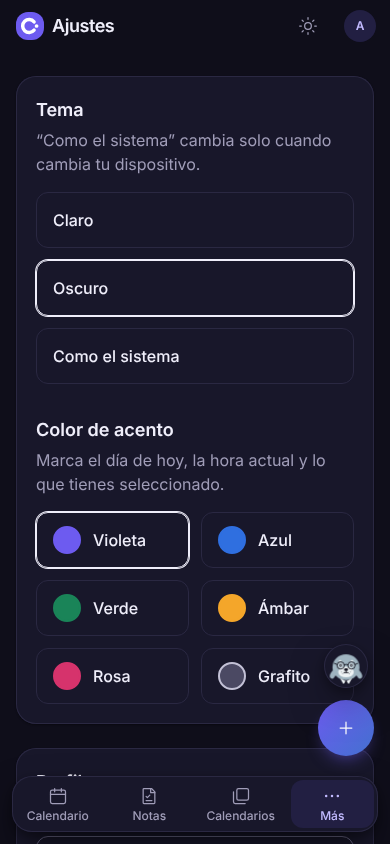 Ajustes
A
Tema
“Como el sistema” cambia solo cuando
cambia tu dispositivo.
Claro
Oscuro
Como el sistema
Color de acento
Marca el día de hoy, la hora actual y lo
que tienes seleccionado.
Violeta
Azul
Verde
Ámbar
Rosa
Grafito
Calendario
Notas
Calendarios
Más